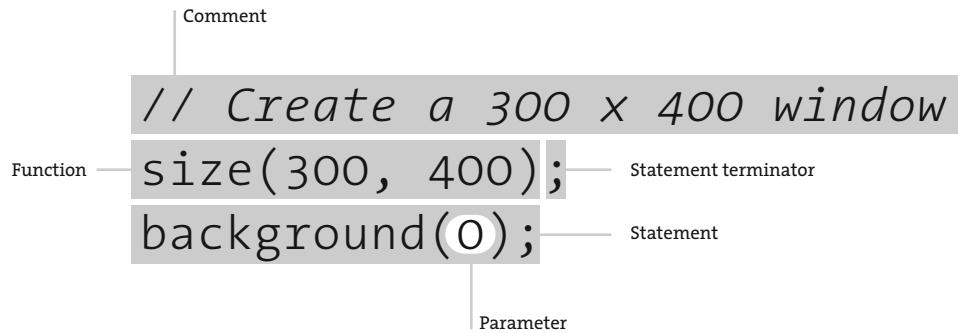 Comment
// Create a 300 x 400 window
Function
size(300, 400);
Statement terminator
background(0);
Statement
Parameter